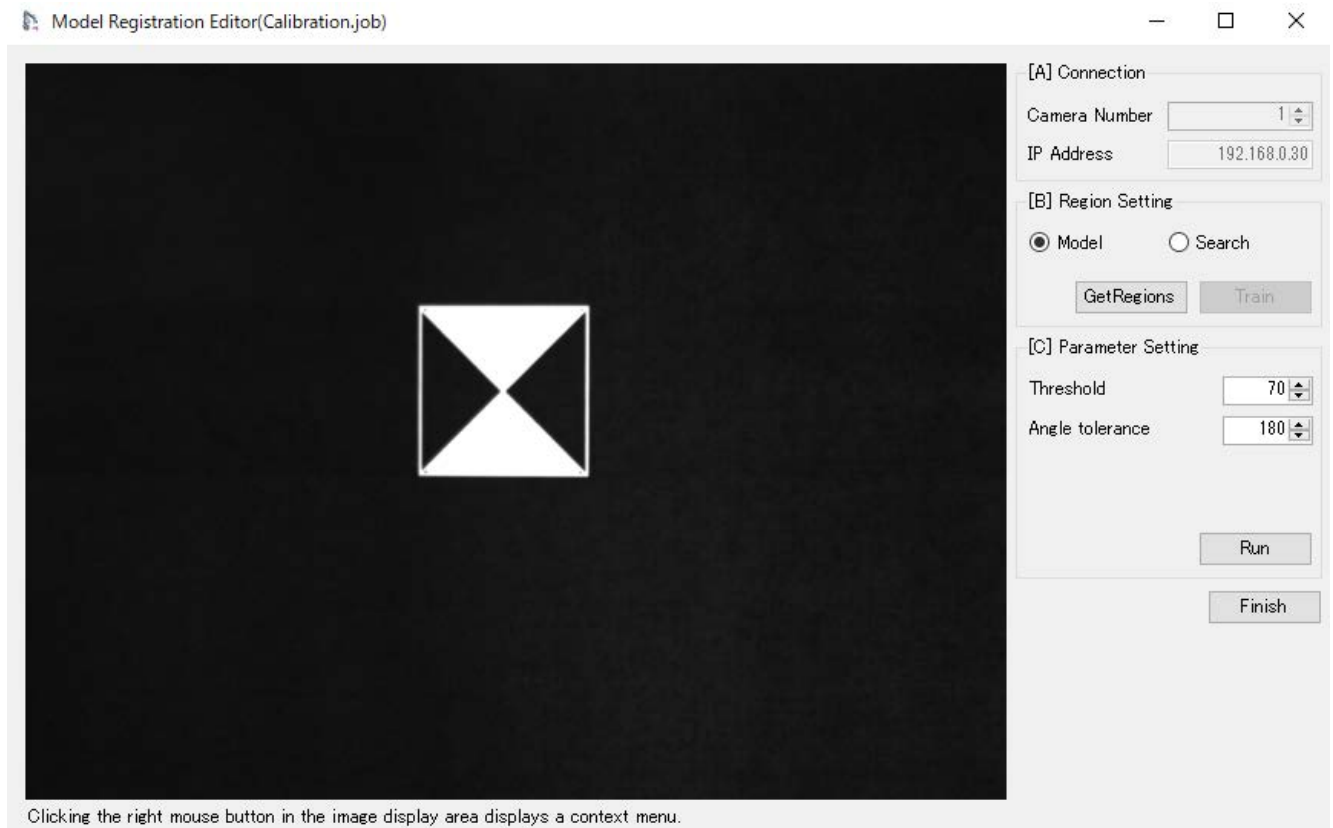 Model Registration Editor(Calibration.job)
[A] Connection
Camera Number 1
IP Address 192.168.0.30
[B] Region Setting
Model Search
GetRegions Train
[C] Parameter Setting
Threshold 70
Angle tolerance 180
Run
Finish
Clicking the right mouse button in the image display area displays a context menu.